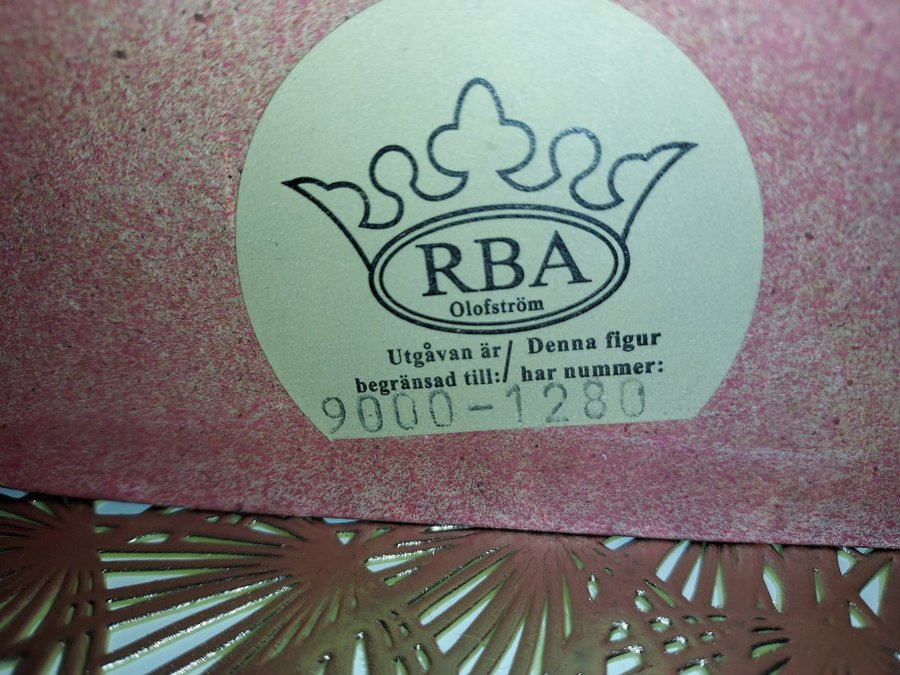 RBA
Olofström
Utgåvan är / Denna figur
begränsad till: har nummer:
9000-1280